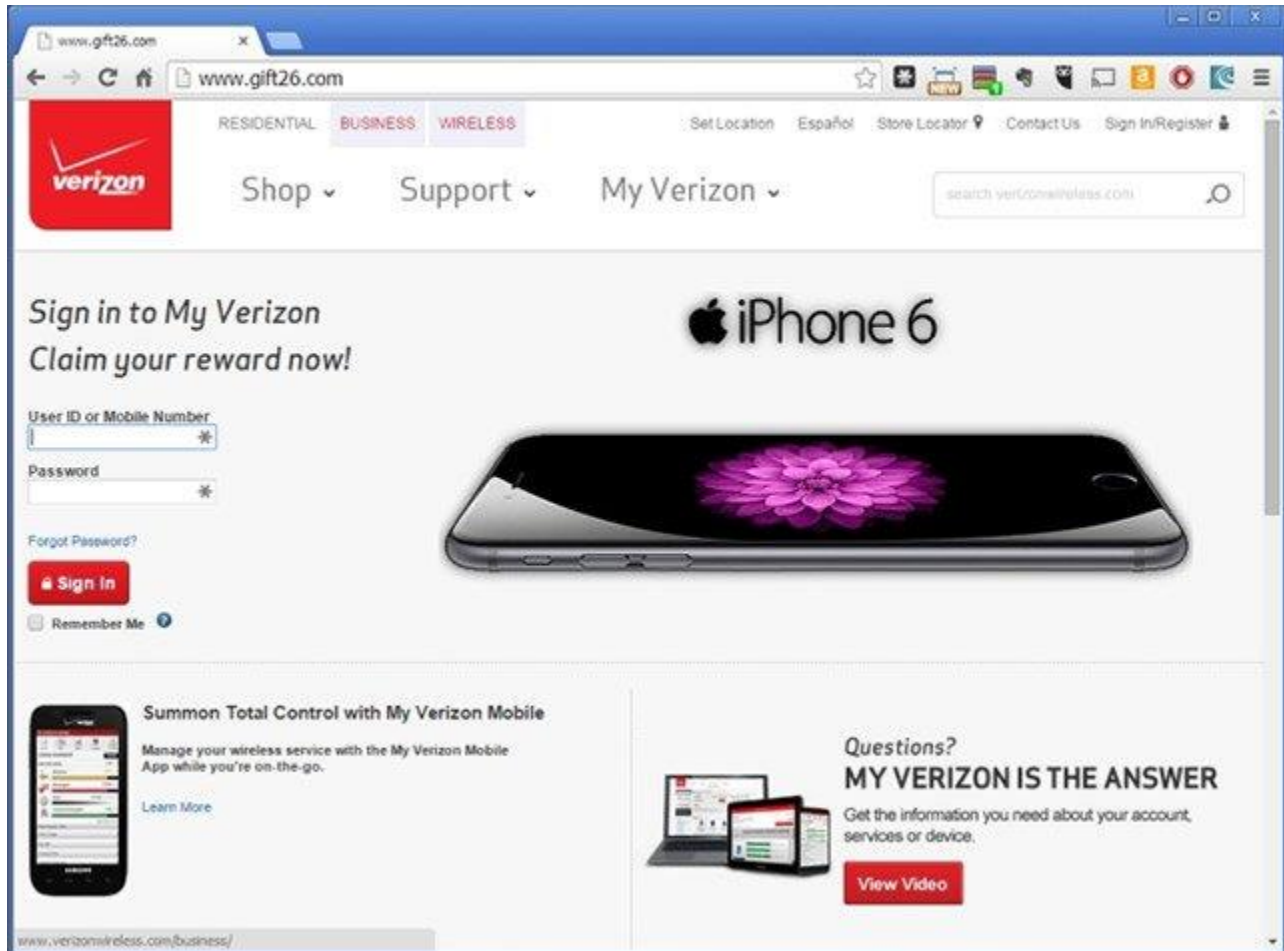 www.gift26.com
www.gift26.com
NEW
RESIDENTIAL BUSINESS WIRELESS Set Location Español Store Locator Contact Us Sign In/Register
verizon
Shop Support My Verizon
search verizonwireless.com
Sign in to My Verizon
Claim your reward now!
iPhone 6
User ID or Mobile Number
Password
Forgot Password?
Sign In
Remember Me
Summon Total Control with My Verizon Mobile
Manage your wireless service with the My Verizon Mobile
App while you're on-the-go.
Learn More
SAMSUNG
Questions?
MY VERIZON IS THE ANSWER
Get the information you need about your account,
services or device.
View Video
www.verizonwireless.com/business/